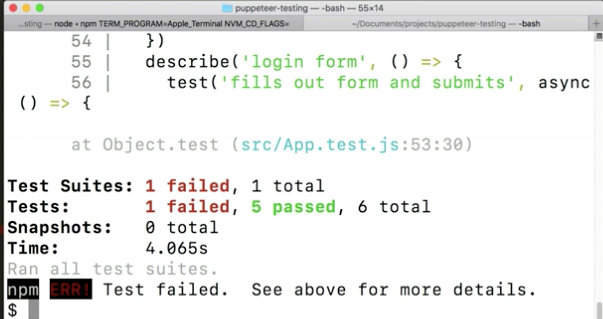 puppeteer-testing — -bash — 55×14
...sting — node • npm TERM_PROGRAM=Apple_Terminal NVM_CD_FLAGS=
~/Documents/projects/puppeteer-testing — -bash
54 |   })
55 |   describe('login form', () => {
56 |     test('fills out form and submits', async
() => {
at Object.test (src/App.test.js:53:30)
Test Suites: 1 failed, 1 total
Tests:       1 failed, 5 passed, 6 total
Snapshots:   0 total
Time:        4.065s
Ran all test suites.
npm ERR! Test failed.  See above for more details.
$